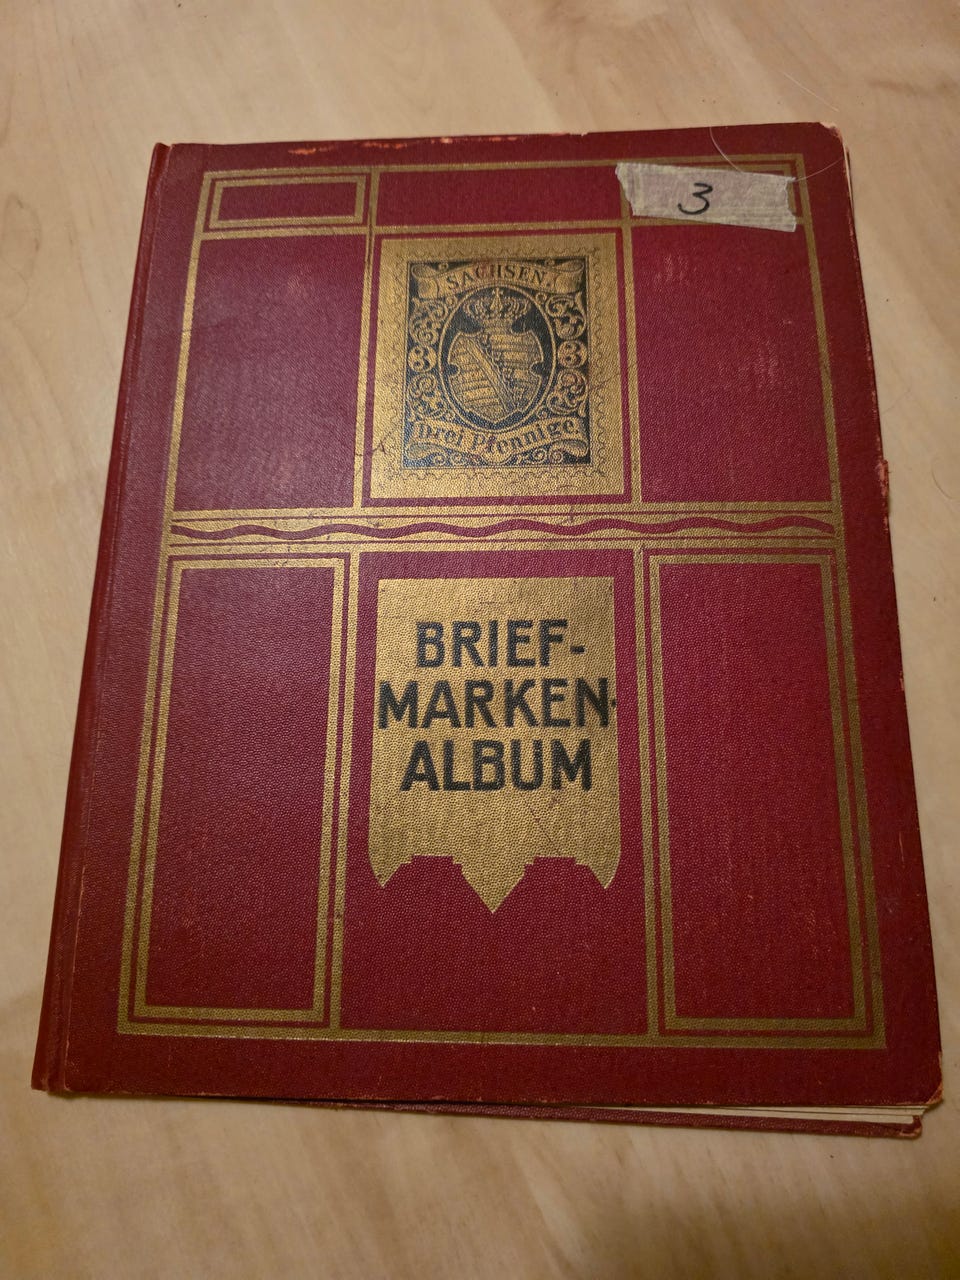 3
SACHSEN.
3 3
Drei Pfennige.
BRIEF-
MARKEN-
ALBUM